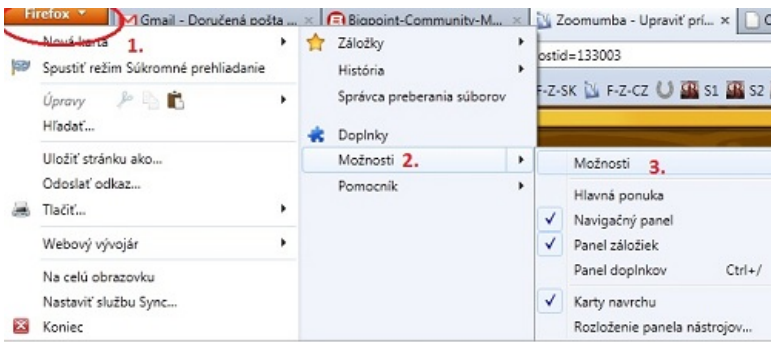 Firefox
Gmail - Doručená pošta ...
Bigpoint-Community-M...
Zoomumba - Upraviť prí...
ostid=133003
F-Z-SK F-Z-CZ S1 S2
1.
Nová karta
Spustiť režim Súkromné prehliadanie
Úpravy
Hľadať...
Uložiť stránku ako...
Odoslať odkaz...
Tlačiť...
Webový vývojár
Na celú obrazovku
Nastaviť službu Sync...
Koniec
Záložky
História
Správca preberania súborov
Doplnky
Možnosti 2.
Pomocník
Možnosti 3.
Hlavná ponuka
Navigačný panel
Panel záložiek
Panel doplnkov Ctrl+/
Karty navrchu
Rozloženie panela nástrojov...